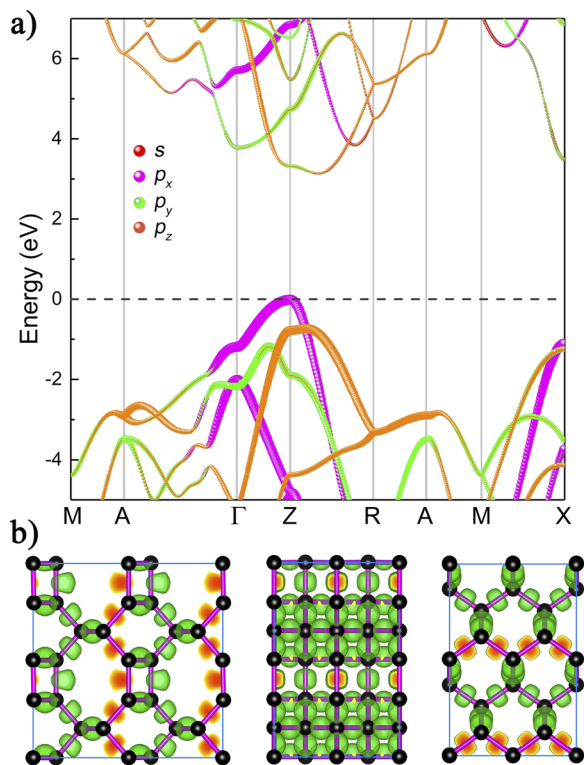 a)
6
4
2
0
-2
-4
Energy (eV)
s
px
py
pz
M A Γ Z R A M X
b)